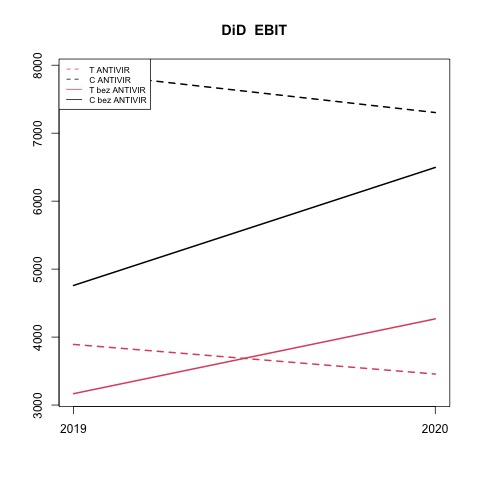 DiD EBIT
T ANTIVIR
C ANTIVIR
T bez ANTIVIR
C bez ANTIVIR
8000
7000
6000
5000
4000
3000
2019 2020